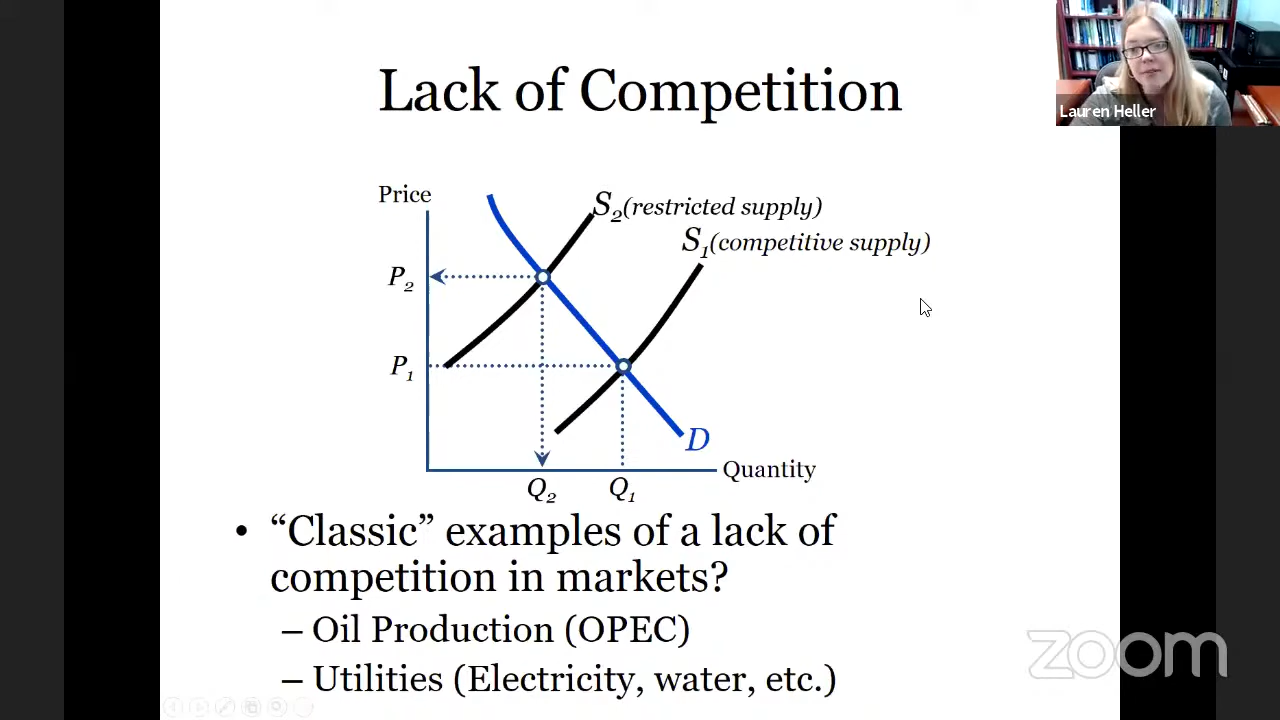 Lack of Competition
Lauren Heller
Price
S2(restricted supply)
S1(competitive supply)
P2
P1
D
Quantity
Q2
Q1
• “Classic” examples of a lack of
competition in markets?
– Oil Production (OPEC)
– Utilities (Electricity, water, etc.)
zoom